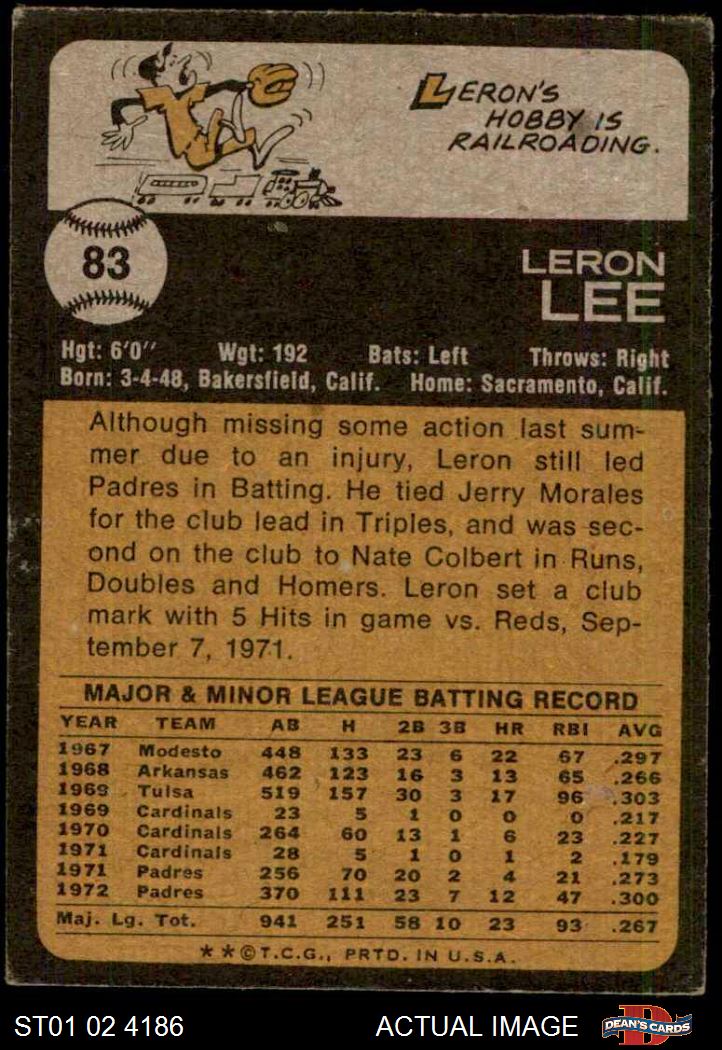 LERON'S
HOBBY IS
RAILROADING.
83
LERON
LEE
Hgt: 6'0" Wgt: 192 Bats: Left Throws: Right
Born: 3-4-48, Bakersfield, Calif. Home: Sacramento, Calif.
Although missing some action last sum-
mer due to an injury, Leron still led
Padres in Batting. He tied Jerry Morales
for the club lead in Triples, and was sec-
ond on the club to Nate Colbert in Runs,
Doubles and Homers. Leron set a club
mark with 5 Hits in game vs. Reds, Sep-
tember 7, 1971.
MAJOR & MINOR LEAGUE BATTING RECORD
YEAR TEAM AB H 2B 3B HR RBI AVG
1967 Modesto 448 133 23 6 22 67 .297
1968 Arkansas 462 123 16 3 13 65 .266
1969 Tulsa 519 157 30 3 17 96 .303
1969 Cardinals 23 5 1 0 0 0 .217
1970 Cardinals 264 60 13 1 6 23 .227
1971 Cardinals 28 5 1 0 1 2 .179
1971 Padres 256 70 20 2 4 21 .273
1972 Padres 370 111 23 7 12 47 .300
Maj. Lg. Tot. 941 251 58 10 23 93 .267
**©T.C.G., PRTD. IN U.S.A.
ST01 02 4186 ACTUAL IMAGE D DEAN'S CARDS